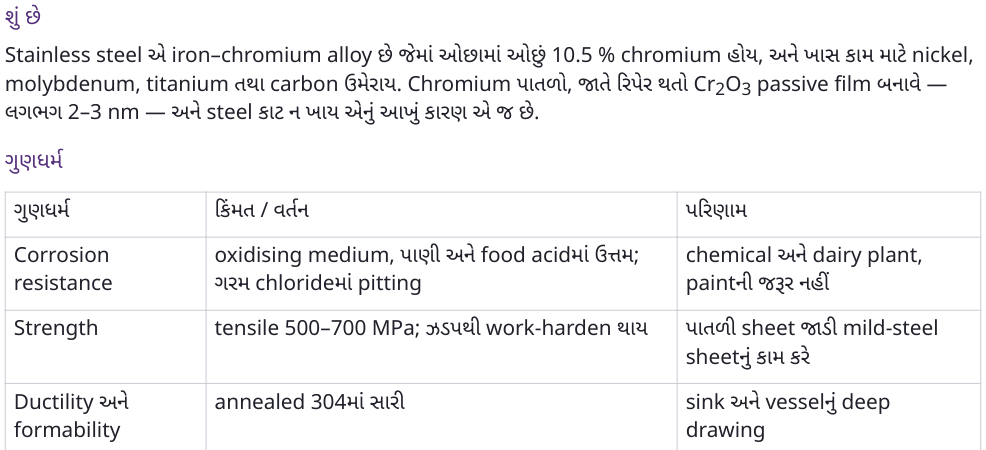 શું છે
Stainless steel એ iron–chromium alloy છે જેમાં ઓછામાં ઓછું 10.5 % chromium હોય, અને ખાસ કામ માટે nickel,
molybdenum, titanium તથા carbon ઉમેરાય. Chromium પાતળો, જાતે રિપેર થતો Cr₂O₃ passive film બનાવે —
લગભગ 2–3 nm — અને steel કાટ ન ખાય એનું આખું કારણ એ જ છે.
ગુણધર્મ
ગુણધર્મ	કિંમત / વર્તન	પરિણામ
Corrosion	oxidising medium, પાણી અને food acidમાં ઉત્તમ;	chemical અને dairy plant,
resistance	ગરમ chlorideમાં pitting	paintની જરૂર નહીં
Strength	tensile 500–700 MPa; ઝડપથી work-harden થાય	પાતળી sheet જાડી mild-steel
sheetનું કામ કરે
Ductility અને	annealed 304માં સારી	sink અને vesselનું deep
formability	drawing